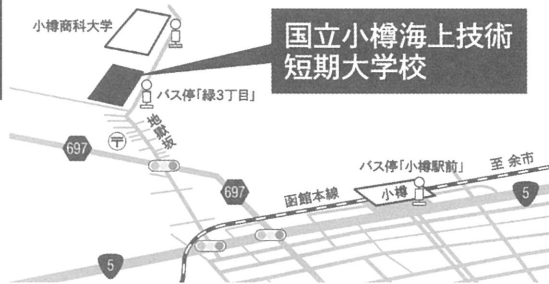 小樽商科大学
国立小樽海上技術
短期大学校
バス停「緑3丁目」
地獄坂
〒
697
バス停「小樽駅前」
至 余市
697
函館本線
小樽
5
5